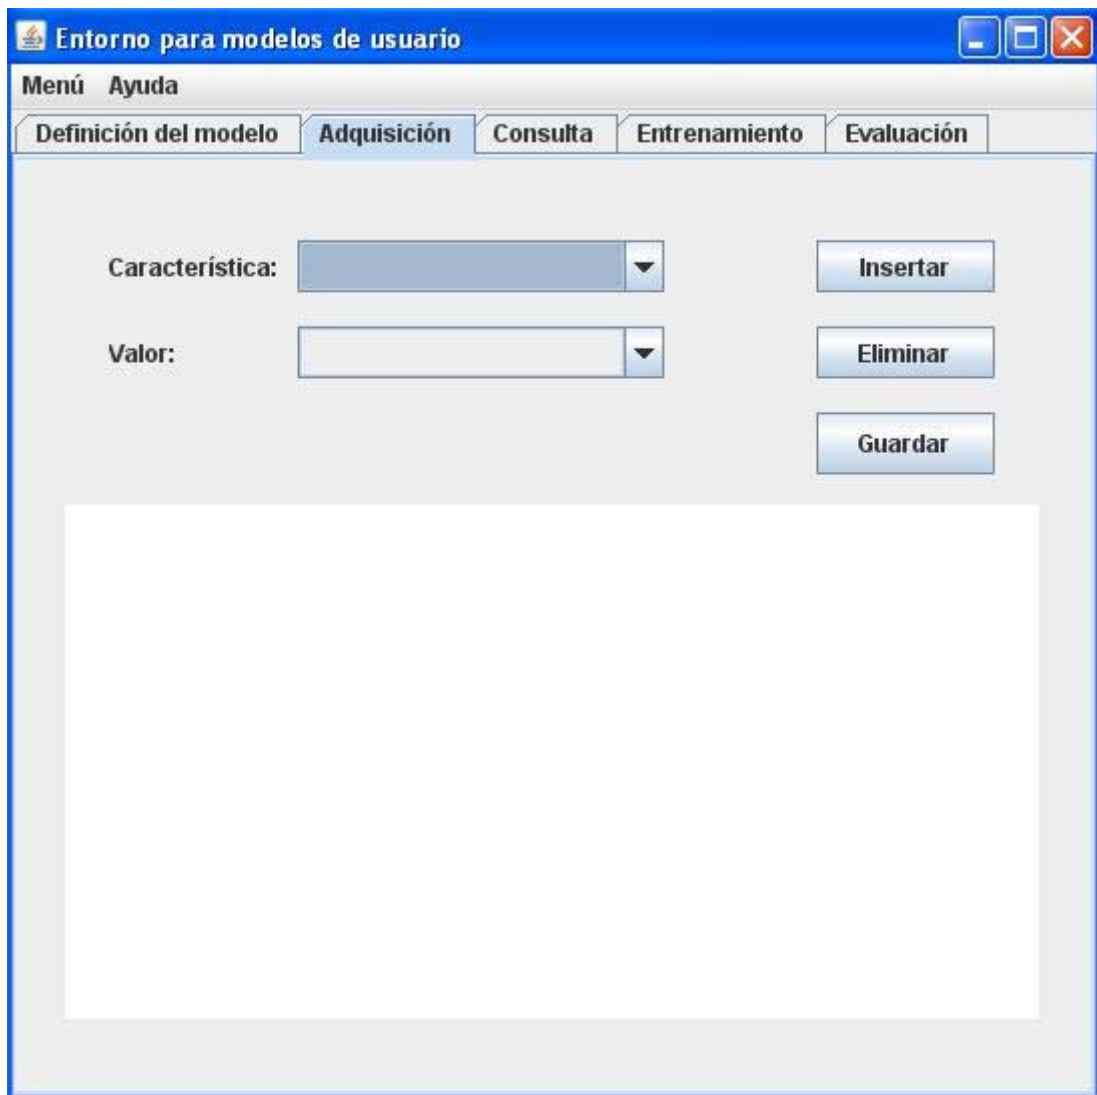 Entorno para modelos de usuario
Menú Ayuda
Definición del modelo Adquisición Consulta Entrenamiento Evaluación
Característica: Insertar
Valor: Eliminar
Guardar